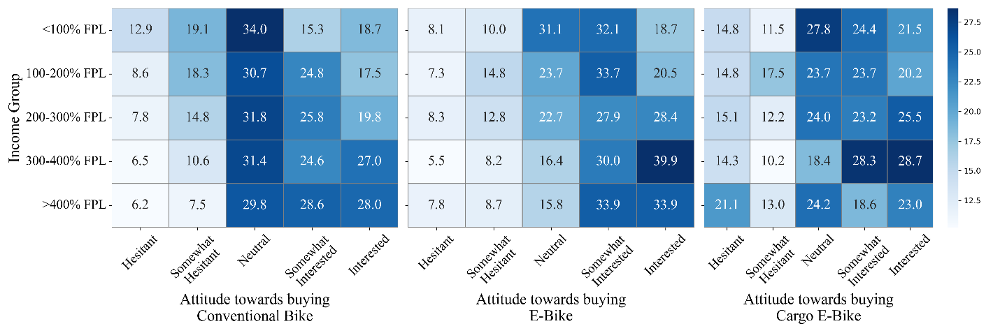 Income Group
<100% FPL 12.9 19.1 34.0 15.3 18.7 8.1 10.0 31.1 32.1 18.7 14.8 11.5 27.8 24.4 21.5
100-200% FPL 8.6 18.3 30.7 24.8 17.5 7.3 14.8 23.7 33.7 20.5 14.8 17.5 23.7 23.7 20.2
200-300% FPL 7.8 14.8 31.8 25.8 19.8 8.3 12.8 22.7 27.9 28.4 15.1 12.2 24.0 23.2 25.5
300-400% FPL 6.5 10.6 31.4 24.6 27.0 5.5 8.2 16.4 30.0 39.9 14.3 10.2 18.4 28.3 28.7
>400% FPL 6.2 7.5 29.8 28.6 28.0 7.8 8.7 15.8 33.9 33.9 21.1 13.0 24.2 18.6 23.0
Hesitant
Somewhat
Hesitant
Neutral
Somewhat
Interested
Interested
Attitude towards buying
Conventional Bike
Hesitant
Somewhat
Hesitant
Neutral
Somewhat
Interested
Interested
Attitude towards buying
E-Bike
Hesitant
Somewhat
Hesitant
Neutral
Somewhat
Interested
Interested
Attitude towards buying
Cargo E-Bike
27.5
25.0
22.5
20.0
17.5
15.0
12.5